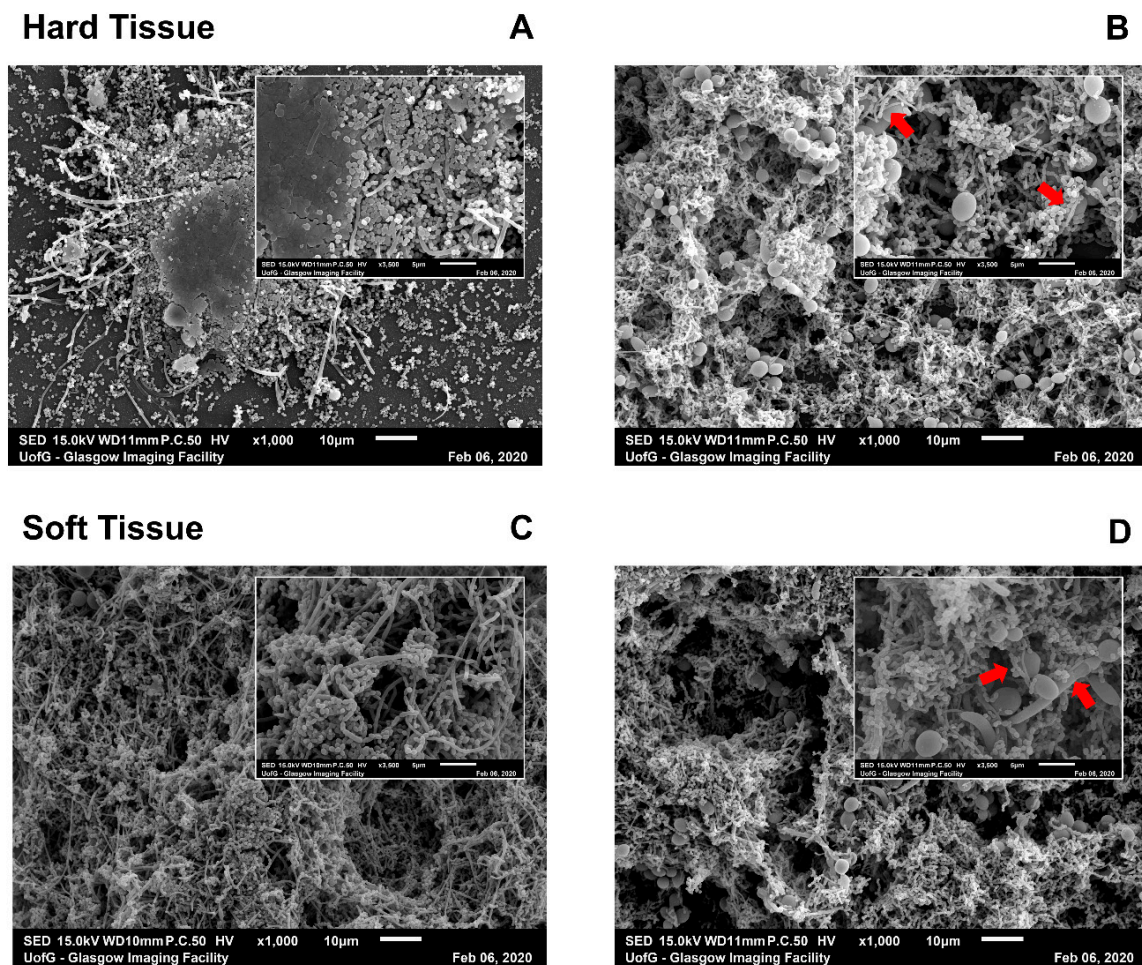 Hard Tissue
A
B
SED 15.0kV WD11mm P.C.50 HV x3,500 5µm
UofG - Glasgow Imaging Facility Feb 06, 2020
SED 15.0kV WD11mm P.C.50 HV x1,000 10µm
UofG - Glasgow Imaging Facility Feb 06, 2020
SED 15.0kV WD11mm P.C.50 HV x3,500 5µm
UofG - Glasgow Imaging Facility Feb 06, 2020
SED 15.0kV WD11mm P.C.50 HV x1,000 10µm
UofG - Glasgow Imaging Facility Feb 06, 2020
Soft Tissue
C
D
SED 15.0kV WD10mm P.C.50 HV x3,500 5µm
UofG - Glasgow Imaging Facility Feb 06, 2020
SED 15.0kV WD10mm P.C.50 HV x1,000 10µm
UofG - Glasgow Imaging Facility Feb 06, 2020
SED 15.0kV WD11mm P.C.50 HV x3,500 5µm
UofG - Glasgow Imaging Facility Feb 06, 2020
SED 15.0kV WD11mm P.C.50 HV x1,000 10µm
UofG - Glasgow Imaging Facility Feb 06, 2020